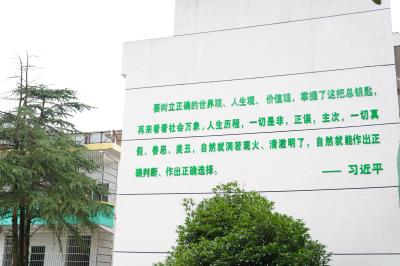 要树立正确的世界观、人生观、价值观，掌握了这把总钥匙，
再来看看社会万象，人生历程，一切是非，正误，主次，一切真
假、善恶、美丑，自然就洞若观火、清澈明了，自然就能作出正
确判断、作出正确选择。 —— 习近平